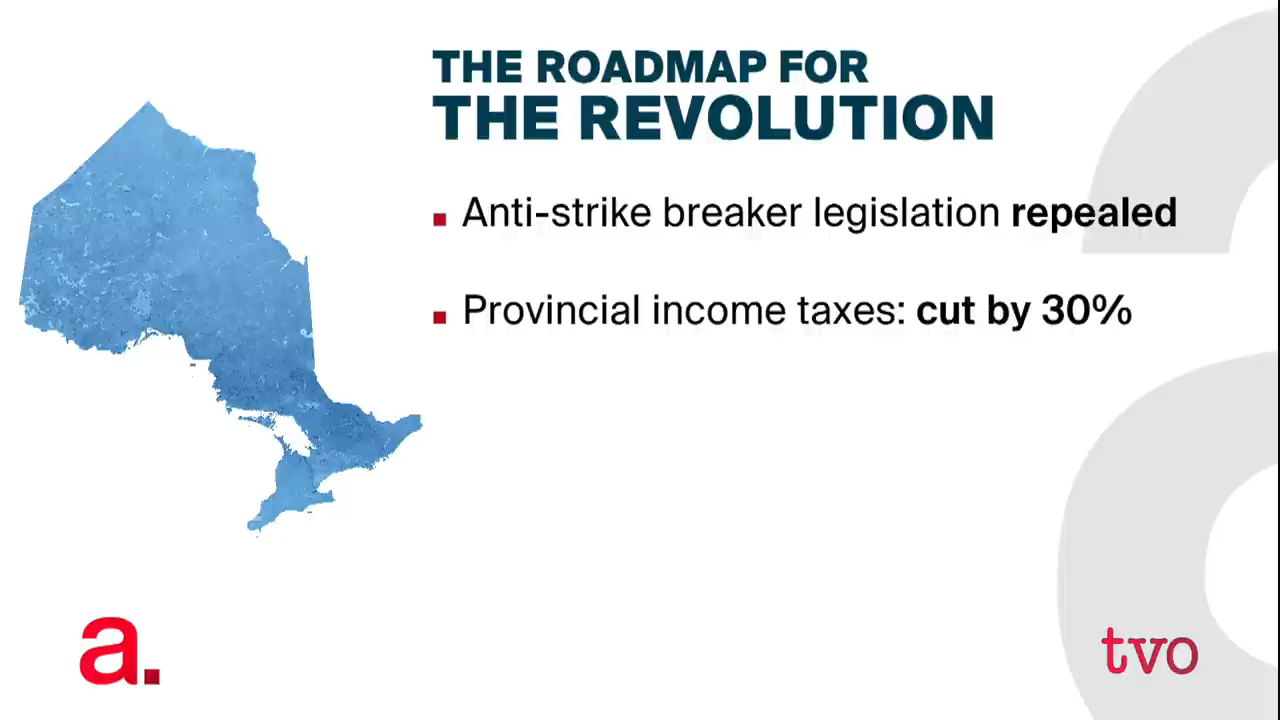 THE ROADMAP FOR
THE REVOLUTION
Anti-strike breaker legislation repealed
Provincial income taxes: cut by 30%
a.
tvo